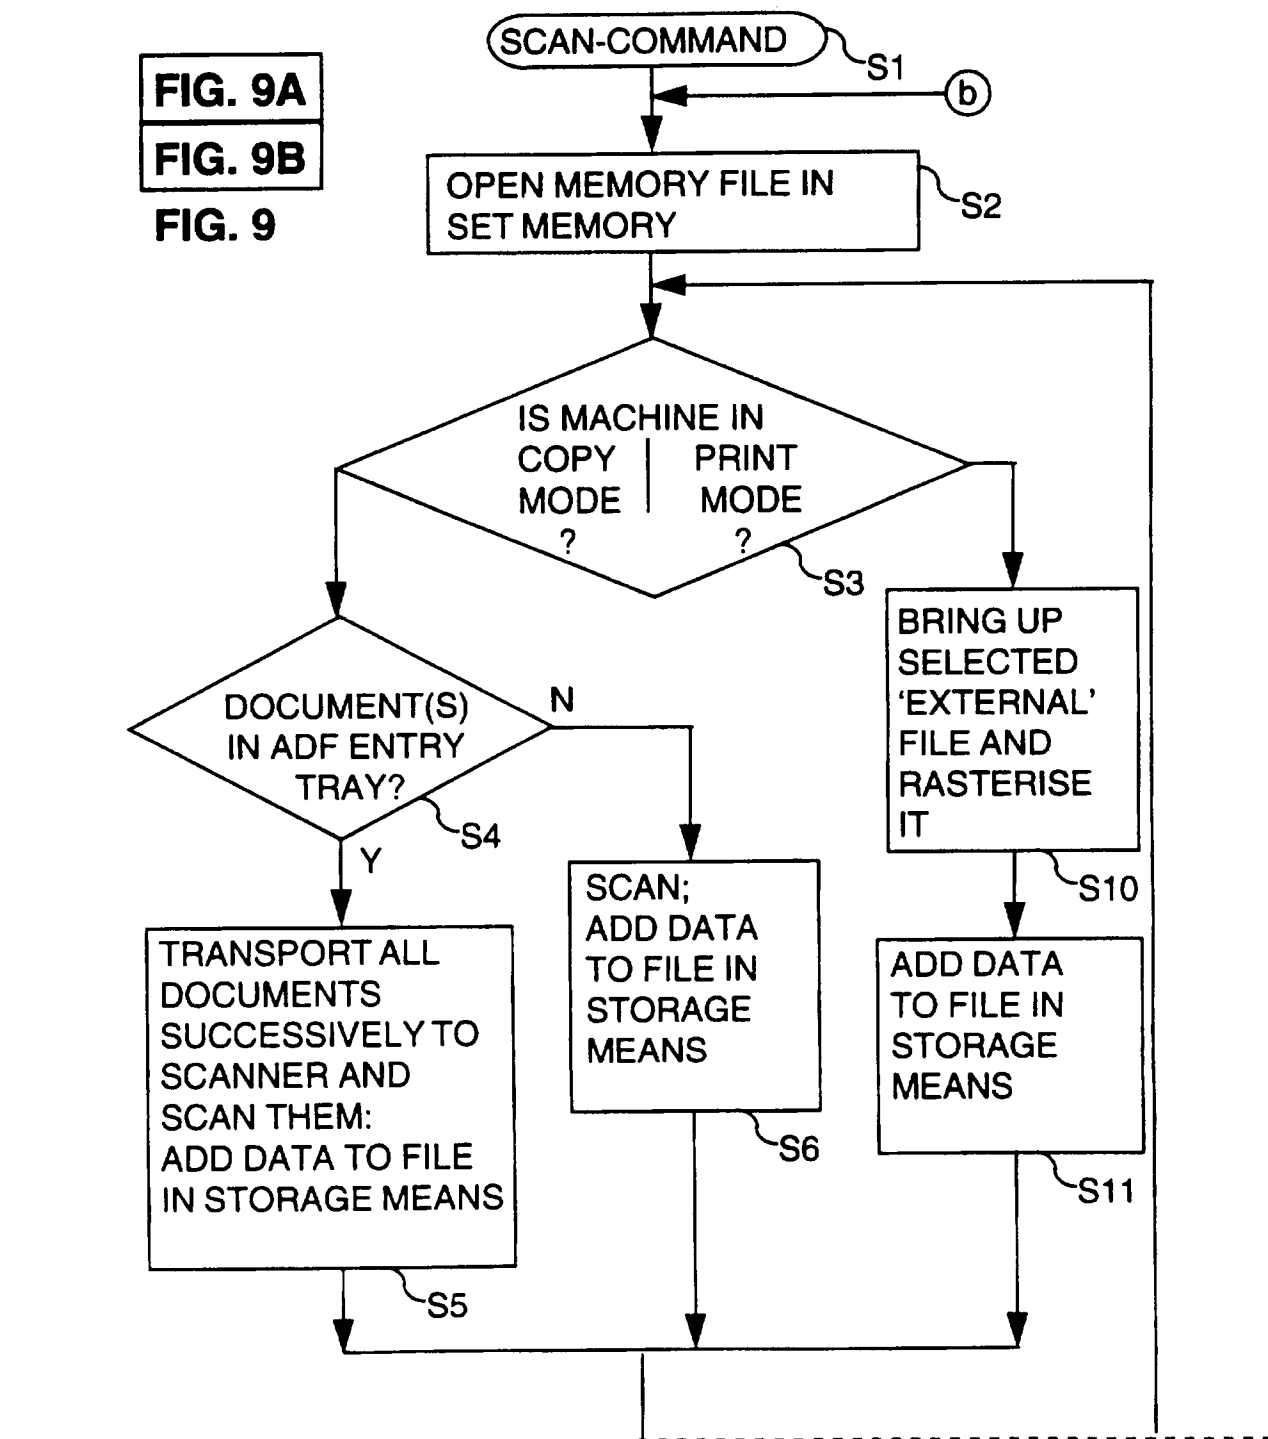 SCAN-COMMAND
S1
b
FIG. 9A
FIG. 9B
FIG. 9
OPEN MEMORY FILE IN
SET MEMORY
S2
IS MACHINE IN
COPY PRINT
MODE MODE
? ?
S3
DOCUMENT(S)
IN ADF ENTRY
TRAY?
S4
N
Y
BRING UP
SELECTED
‘EXTERNAL’
FILE AND
RASTERISE
IT
S10
TRANSPORT ALL
DOCUMENTS
SUCCESSIVELY TO
SCANNER AND
SCAN THEM:
ADD DATA TO FILE
IN STORAGE MEANS
S5
SCAN;
ADD DATA
TO FILE IN
STORAGE
MEANS
S6
ADD DATA
TO FILE IN
STORAGE
MEANS
S11